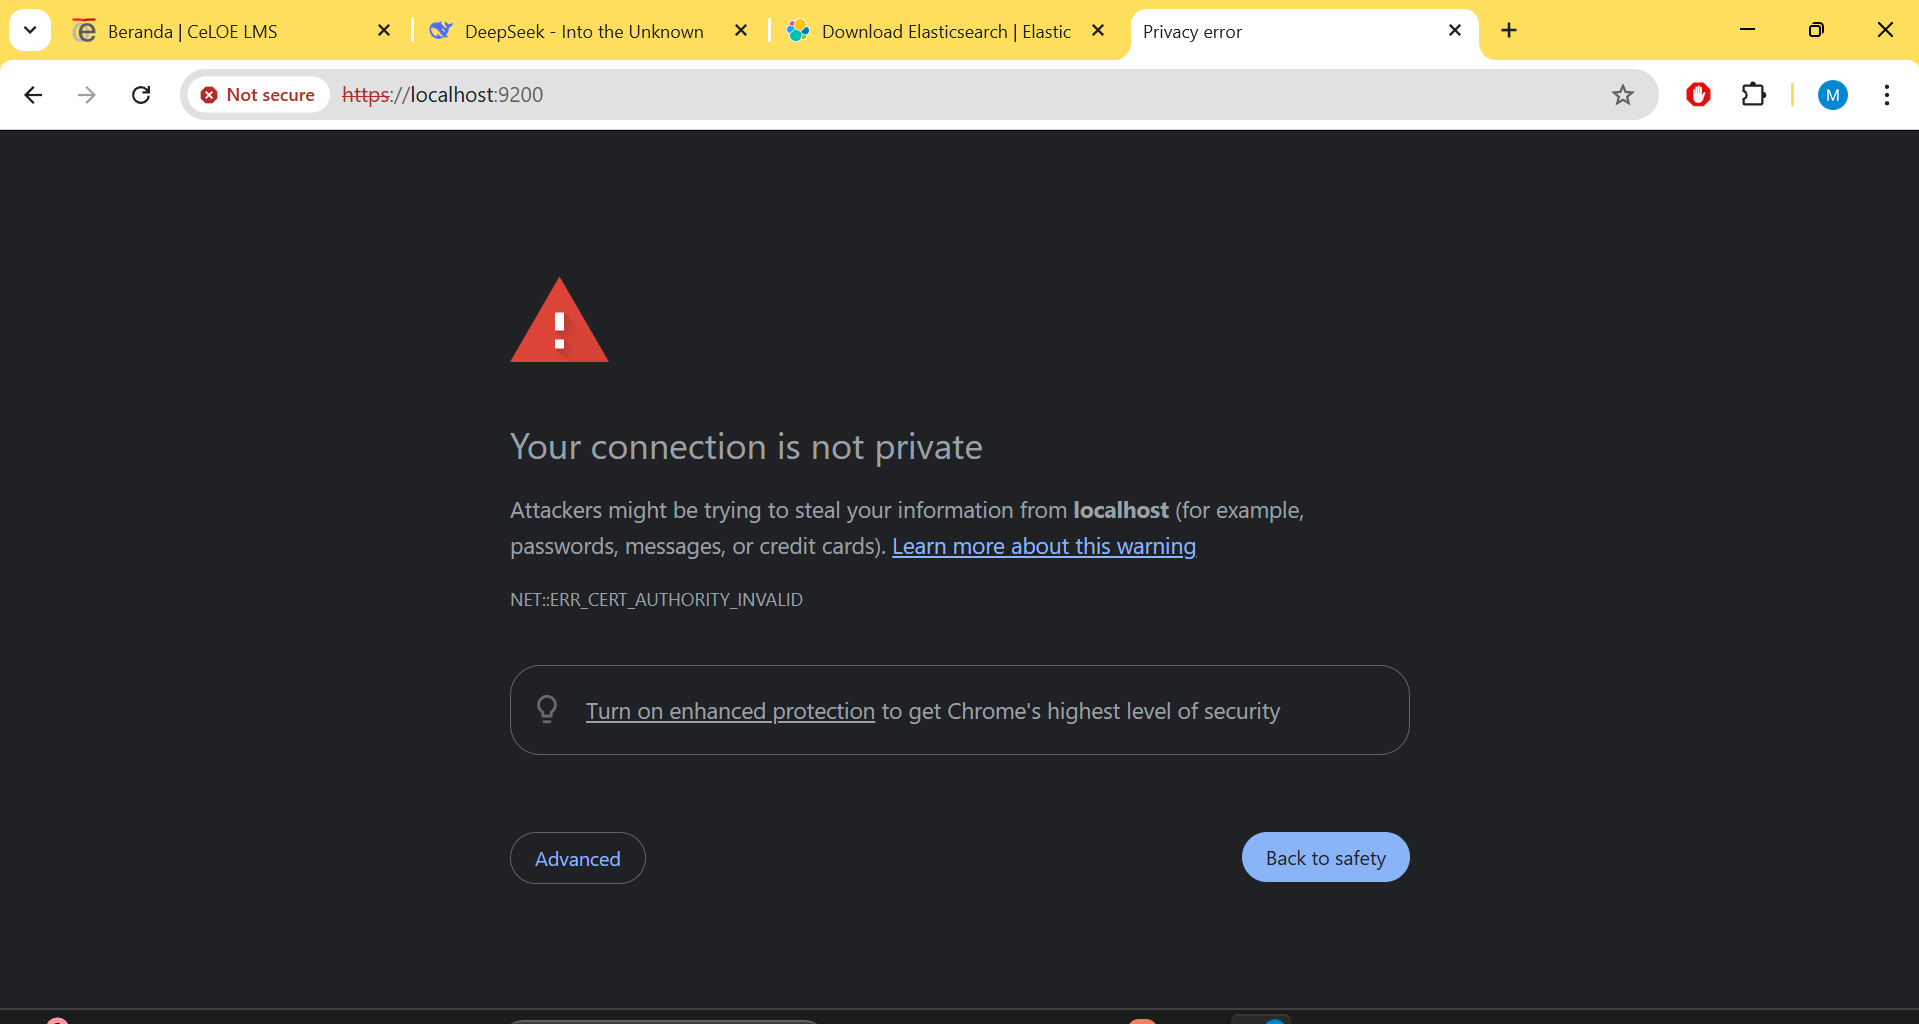 Beranda | CeLOE LMS
DeepSeek - Into the Unknown
Download Elasticsearch | Elastic
Privacy error
Not secure
https://localhost:9200
M
Your connection is not private
Attackers might be trying to steal your information from localhost (for example,
passwords, messages, or credit cards). Learn more about this warning
NET::ERR_CERT_AUTHORITY_INVALID
Turn on enhanced protection to get Chrome's highest level of security
Advanced
Back to safety